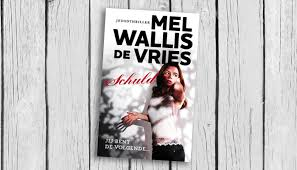 JEUGDTHRILLER
MEL
WALLIS
DE VRIES
Schuld
JIJ BENT
DE VOLGENDE...